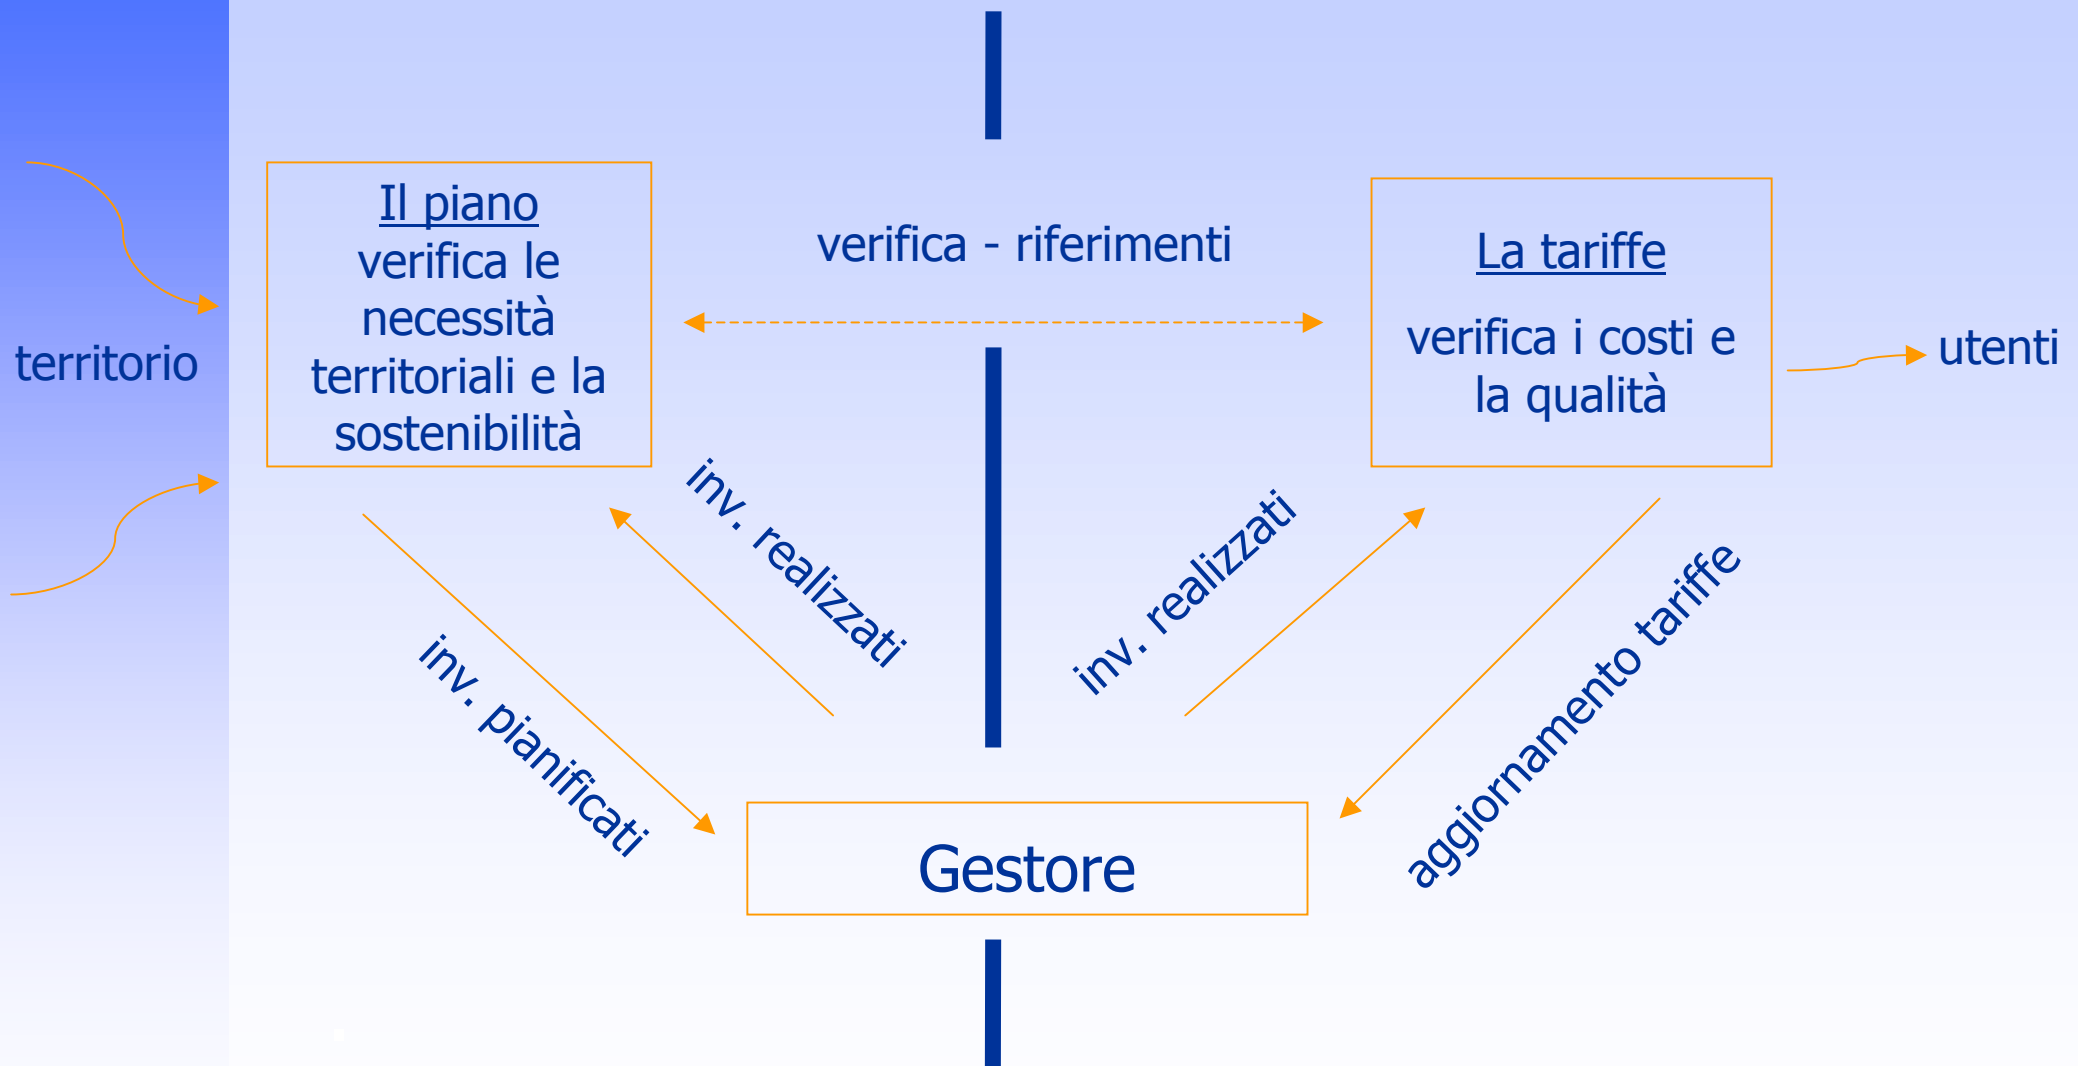 territorio
Il piano
verifica le
necessità
territoriali e la
sostenibilità
verifica - riferimenti
La tariffe
verifica i costi e
la qualità
utenti
inv. realizzati
inv. pianificati
inv. realizzati
aggiornamento tariffe
Gestore